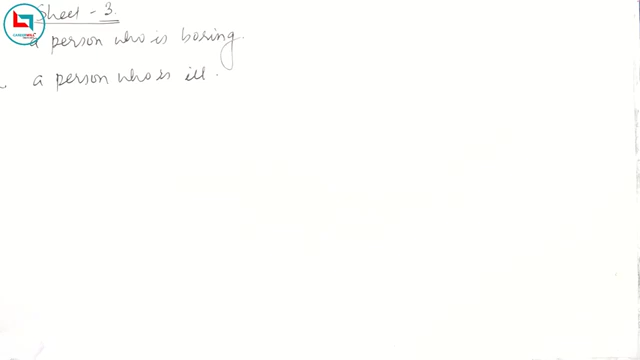 Sheet - 3.
a person who is boring.
a person who is ill.